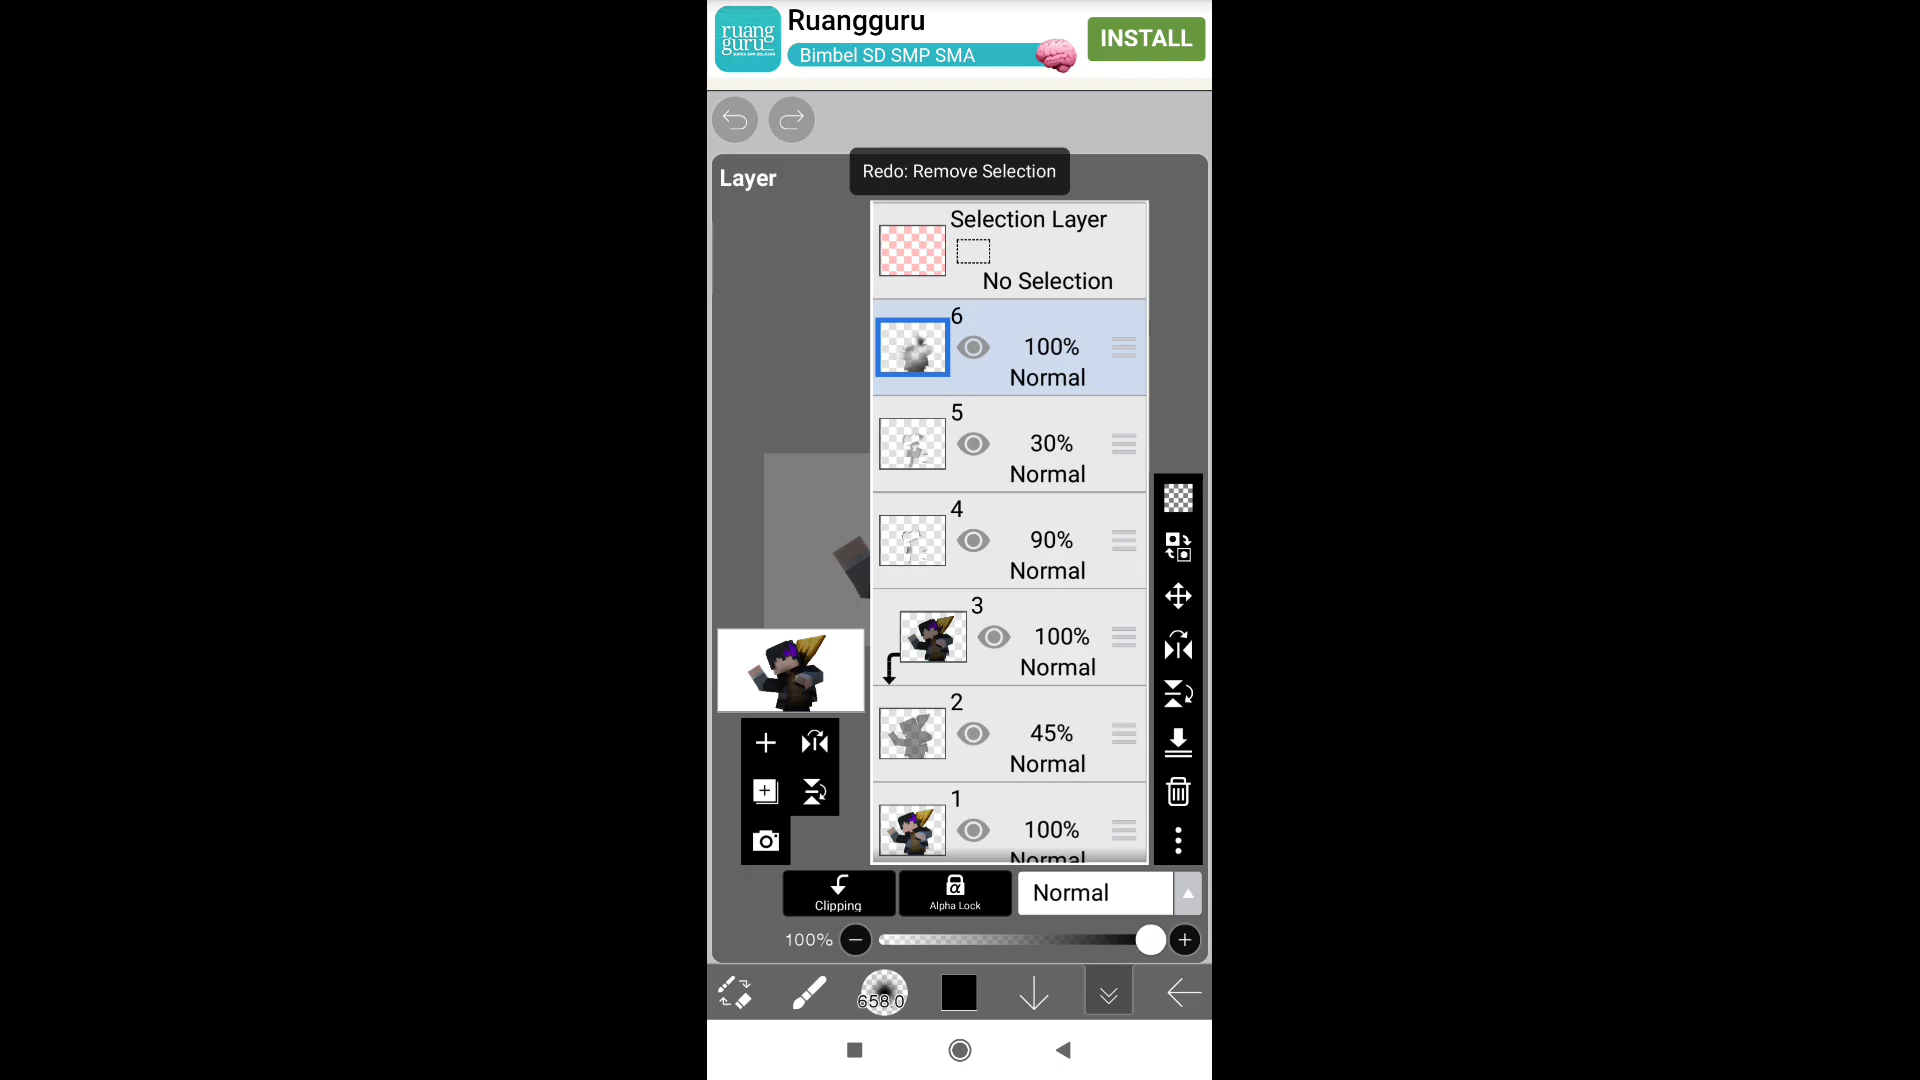 ruang
guru
Ruangguru
Bimbel SD SMP SMA
INSTALL
Layer
Redo: Remove Selection
Selection Layer
No Selection
6
100%
Normal
5
30%
Normal
4
90%
Normal
3
100%
Normal
2
45%
Normal
1
100%
Normal
Clipping
α
Alpha Lock
Normal
100%
658.0